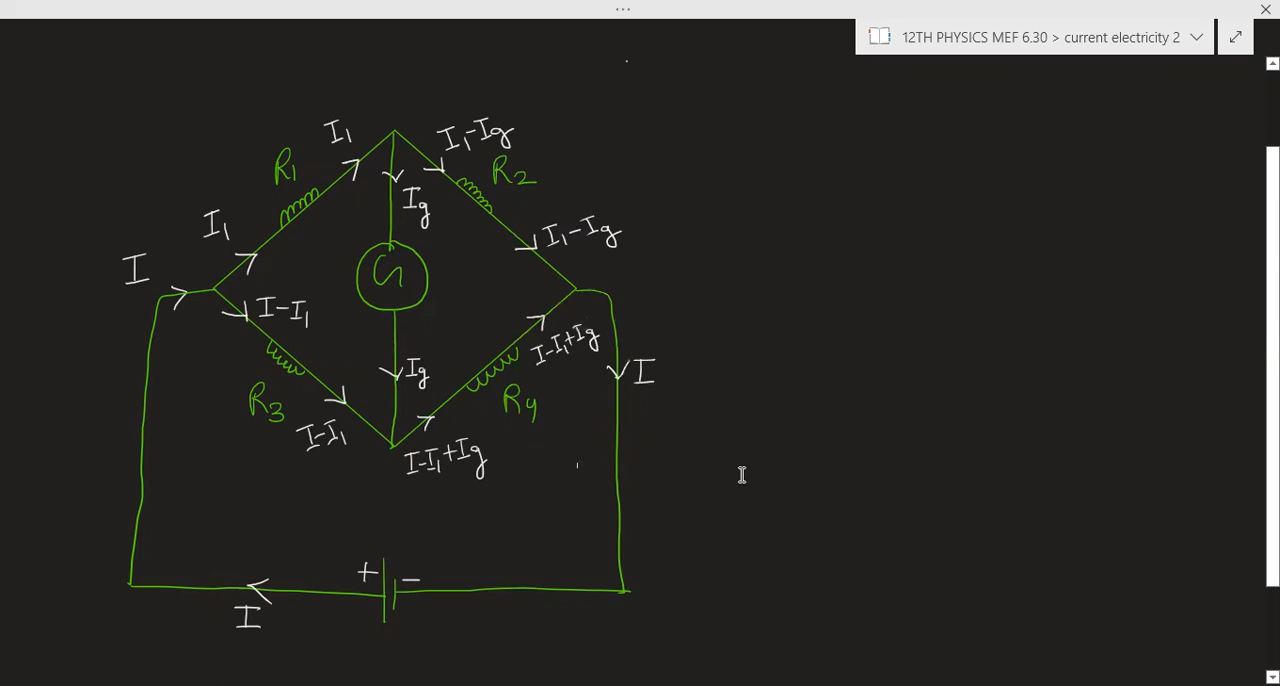 12TH PHYSICS MEF 6.30 > current electricity 2
I₁
I₁-Ig
R₁
R₂
Ig
I₁
I₁-Ig
I
G
I-I₁
I-I₁+Ig
Ig
I
R₃
R₄
I-I₁
I-I₁+Ig
+ -
I